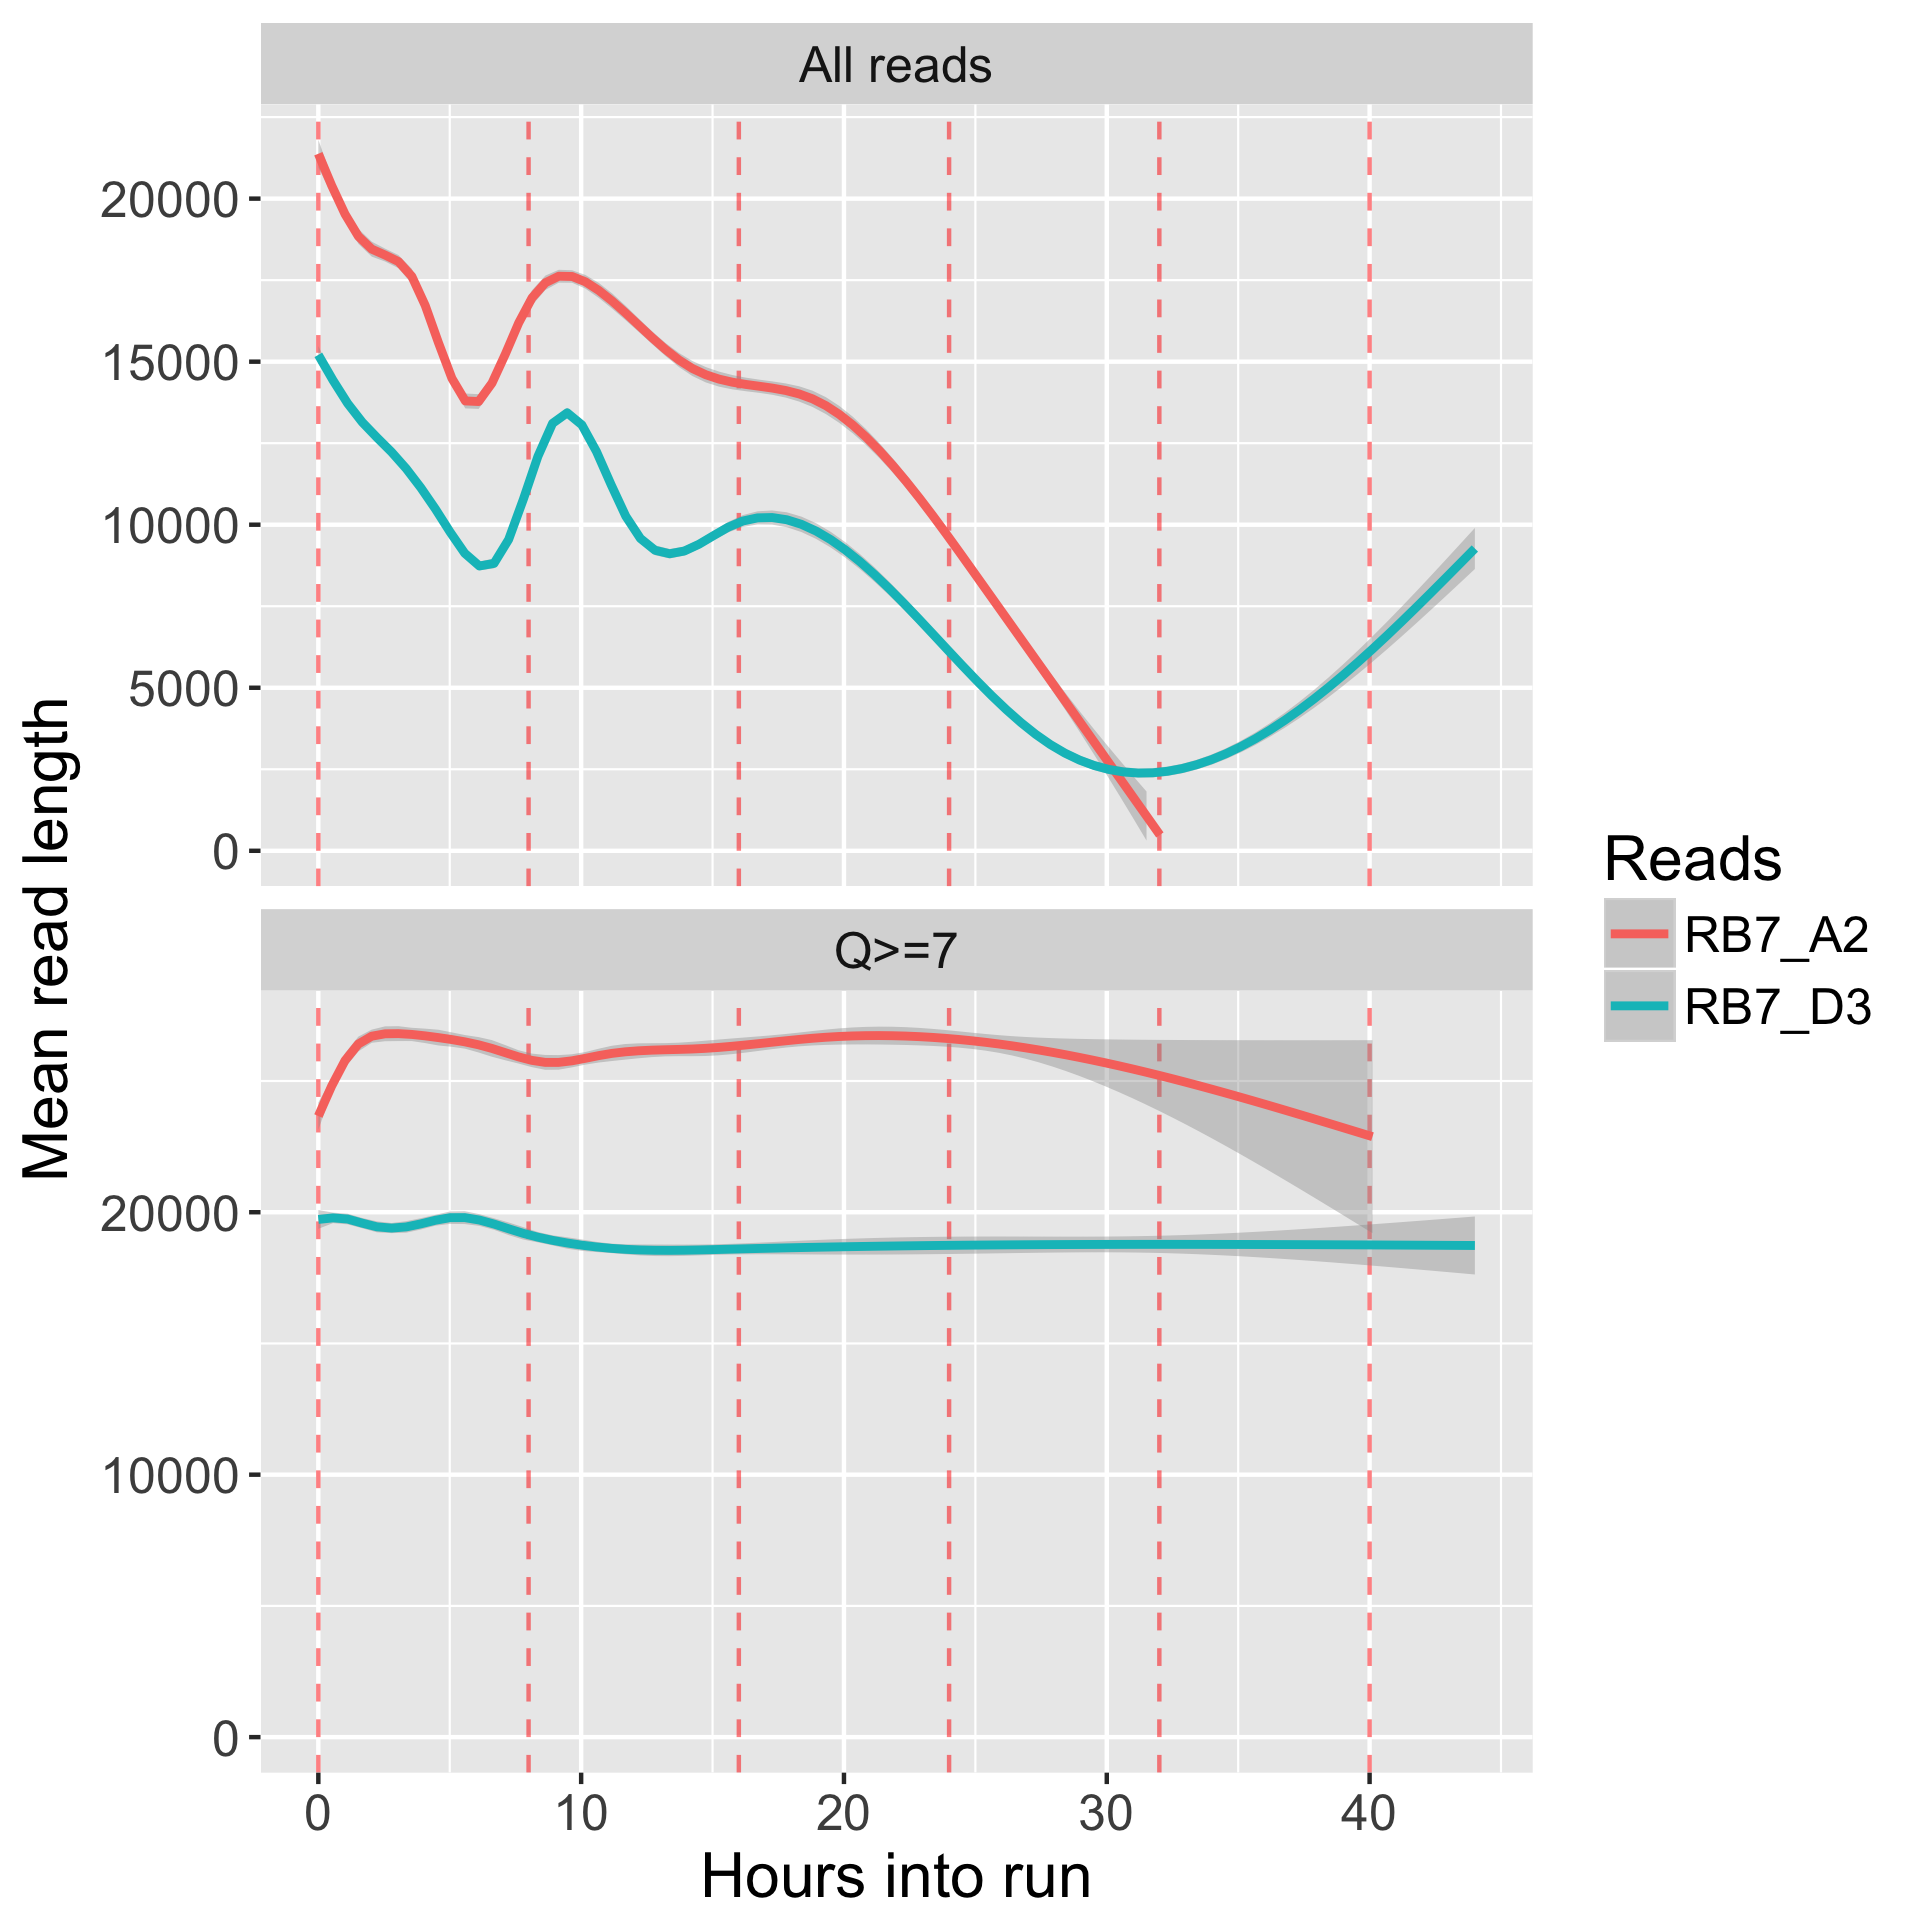 All reads
20000
15000
10000
5000
0
Mean read length
Q>=7
20000
10000
0
0 10 20 30 40
Hours into run
Reads
RB7_A2
RB7_D3